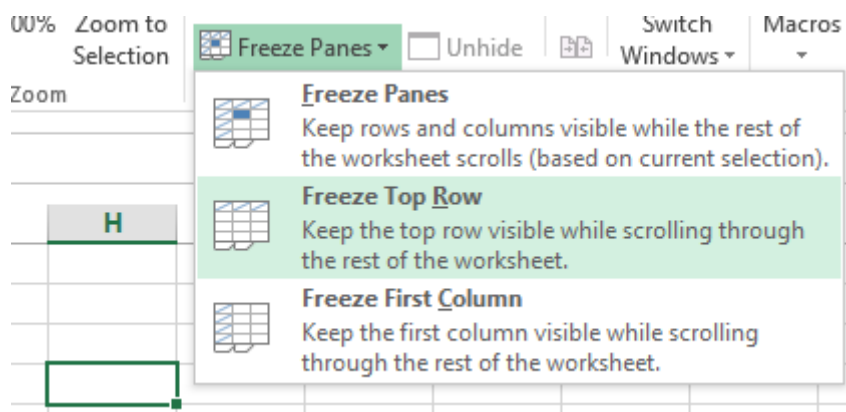 00% Zoom to Selection
Freeze Panes
Unhide
Switch Windows
Macros
Zoom
Freeze Panes
Keep rows and columns visible while the rest of
the worksheet scrolls (based on current selection).
Freeze Top Row
Keep the top row visible while scrolling through
the rest of the worksheet.
Freeze First Column
Keep the first column visible while scrolling
through the rest of the worksheet.
H